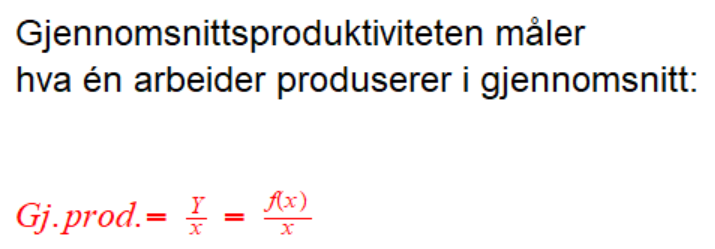 Gjennomsnittsproduktiviteten måler
hva én arbeider produserer i gjennomsnitt:
Gj.prod.= Y/x = f(x)/x